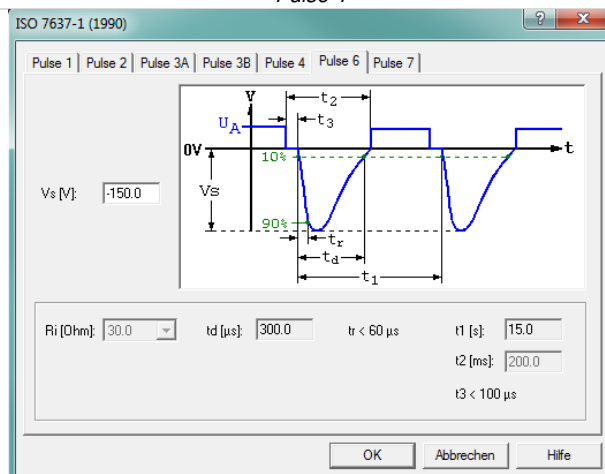 ISO 7637-1 (1990)
Pulse 1 Pulse 2 Pulse 3A Pulse 3B Pulse 4 Pulse 6 Pulse 7
V
t2
UA
t3
0V
t
10%
Vs
90%
tr
td
t1
Vs [V]: -150.0
Ri [Ohm]: 30.0 td [µs]: 300.0 tr < 60 µs t1 [s]: 15.0
t2 [ms]: 200.0
t3 < 100 µs
OK Abbrechen Hilfe